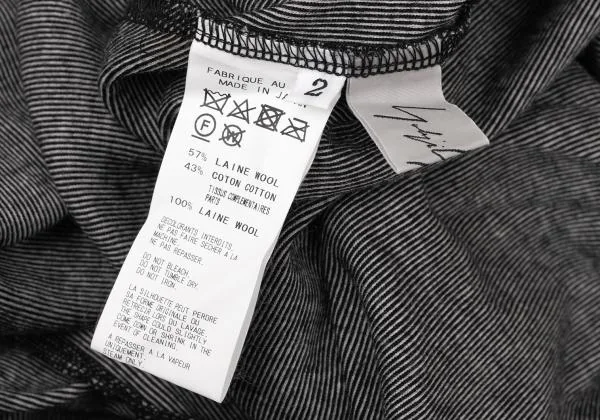 FABRIQUE AU
MADE IN
2
F
57% LAINE WOOL
43% COTON COTTON
TISSUS COMPLEMENTAIRES
PARTS
100% LAINE WOOL
DECOLORANTS INTERDITS.
NE PAS FAIRE SECHER A LA
MACHINE.
NE PAS REPASSER.
DO NOT BLEACH.
DO NOT TUMBLE DRY.
DO NOT IRON.
LA SILHOUETTE PEUT PERDRE
SA FORME ORIGINALE OU
RETRECIR LORS DU LAVAGE.
THE SHAPE COULD SLIGHTLY
COME DOWN OR SHRINK IN THE
EVENT OF CLEANING.
A REPASSER A LA VAPEUR
UNIQUEMENT.
STEAM ONLY.